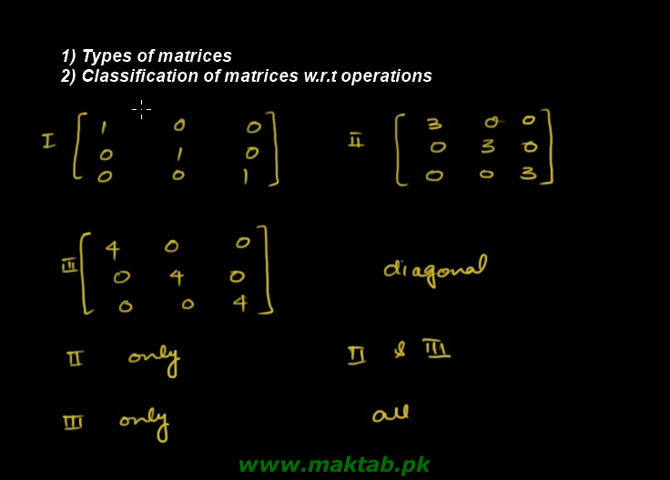 1) Types of matrices
2) Classification of matrices w.r.t operations
I [ 1 0 0 II [ 3 0 0
0 1 0 0 3 0
0 0 1 ] 0 0 3 ]
III [ 4 0 0
0 4 0 diagonal
0 0 4 ]
II only II & III
III only all
www.maktab.pk